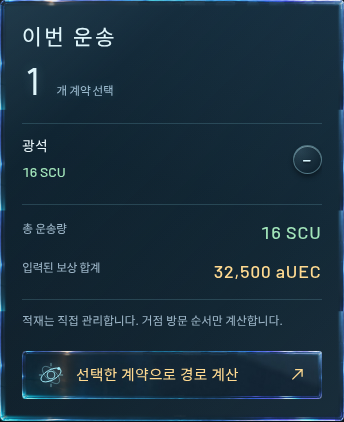 이번 운송
1 개 계약 선택
광석
16 SCU
−
총 운송량 16 SCU
입력된 보상 합계 32,500 aUEC
적재는 직접 관리합니다. 거점 방문 순서만 계산합니다.
선택한 계약으로 경로 계산 ↗